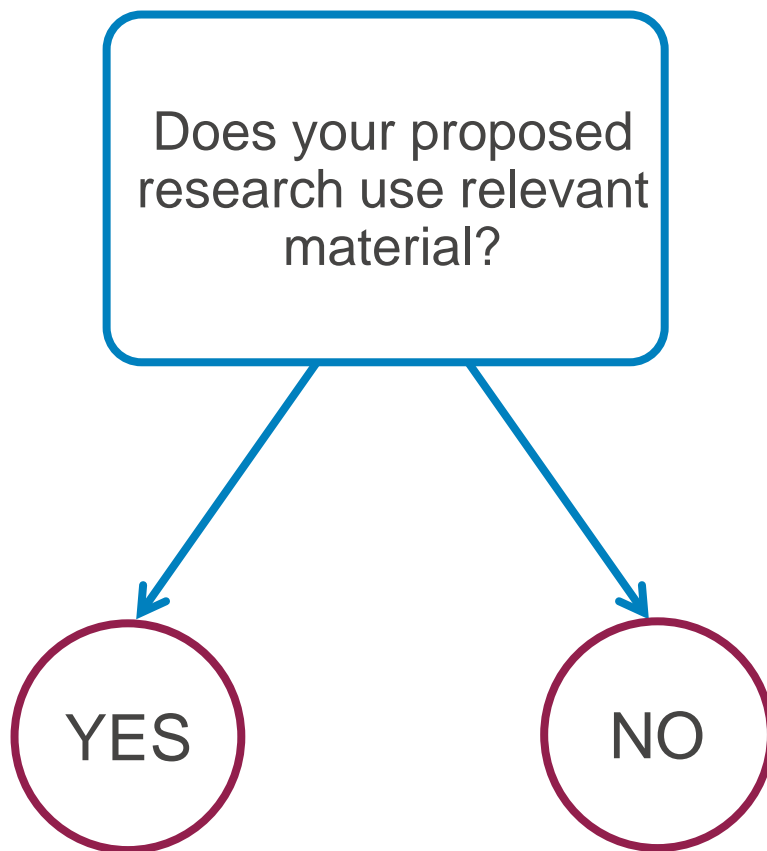 Does your proposed
research use relevant
material?
YES
NO